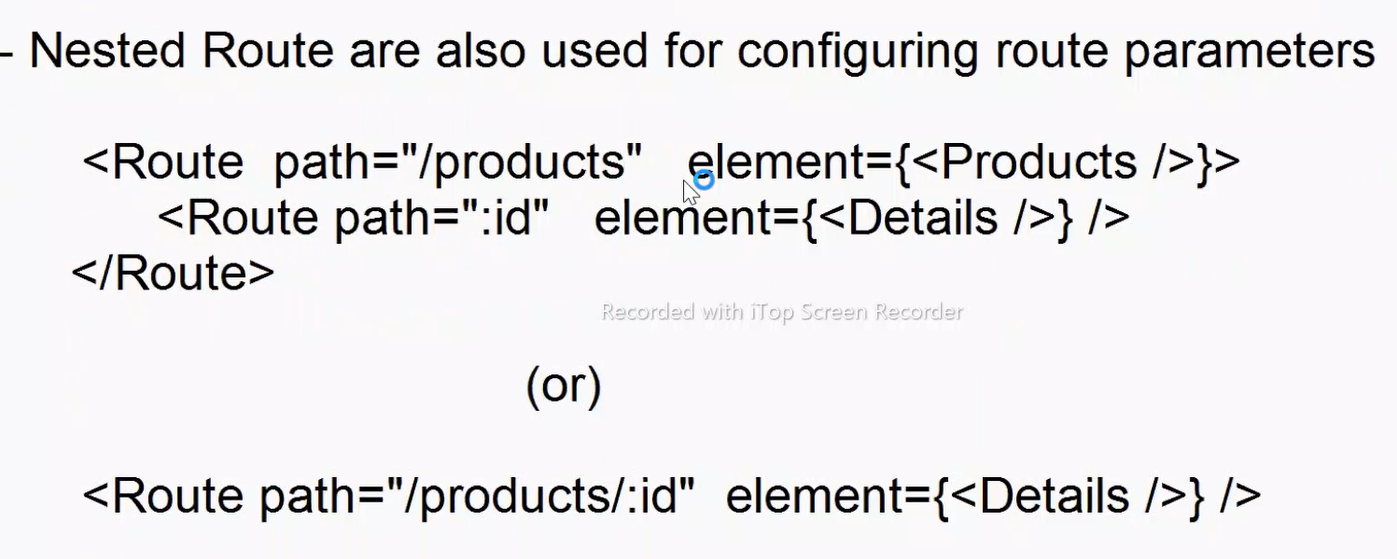 - Nested Route are also used for configuring route parameters
<Route path="/products" element={<Products />}>
<Route path=":id" element={<Details />} />
</Route>
Recorded with iTop Screen Recorder
(or)
<Route path="/products/:id" element={<Details />} />